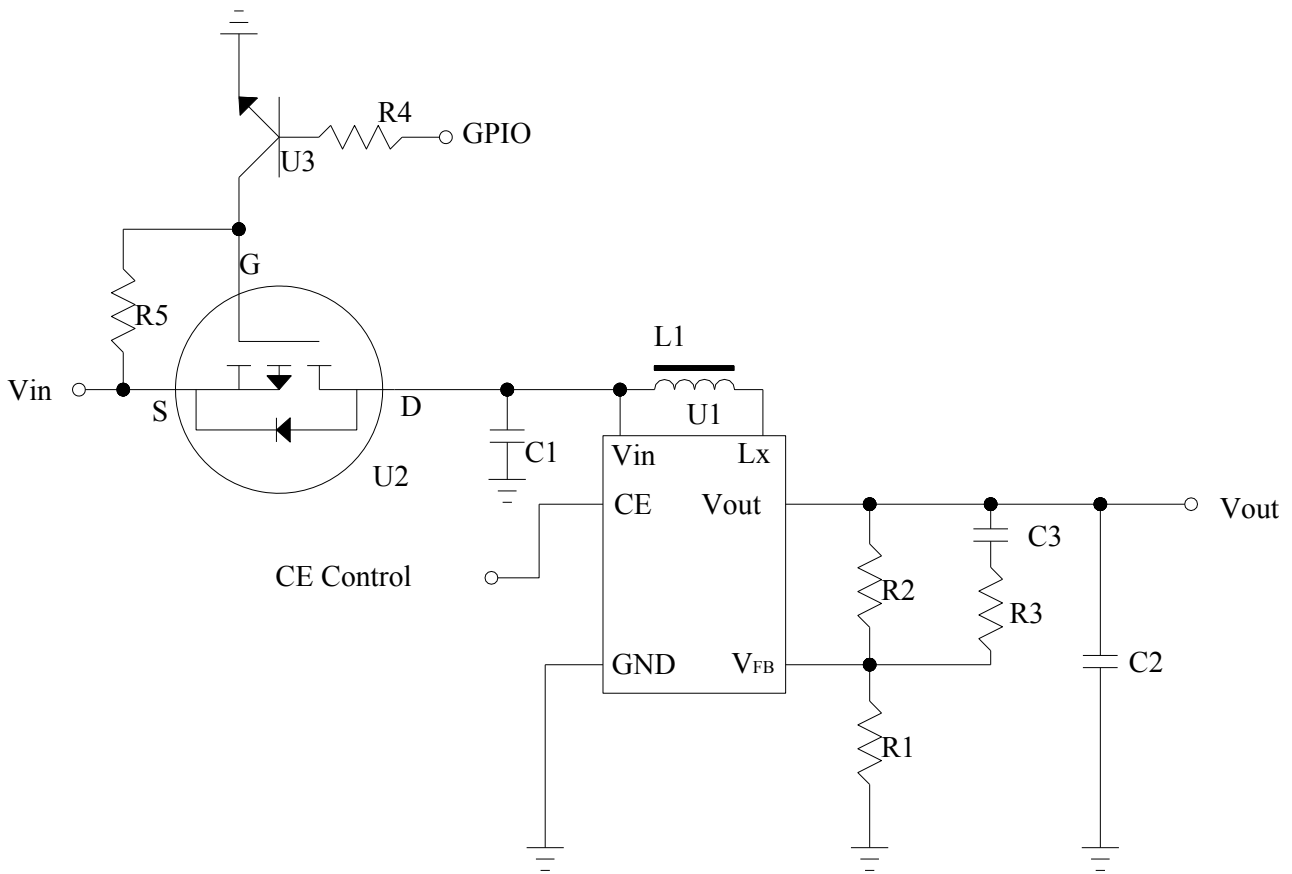 R4
GPIO
U3
G
R5
L1
Vin
S
D
U1
C1
Vin
Lx
U2
CE
Vout
Vout
C3
CE Control
R2
R3
GND
VFB
C2
R1